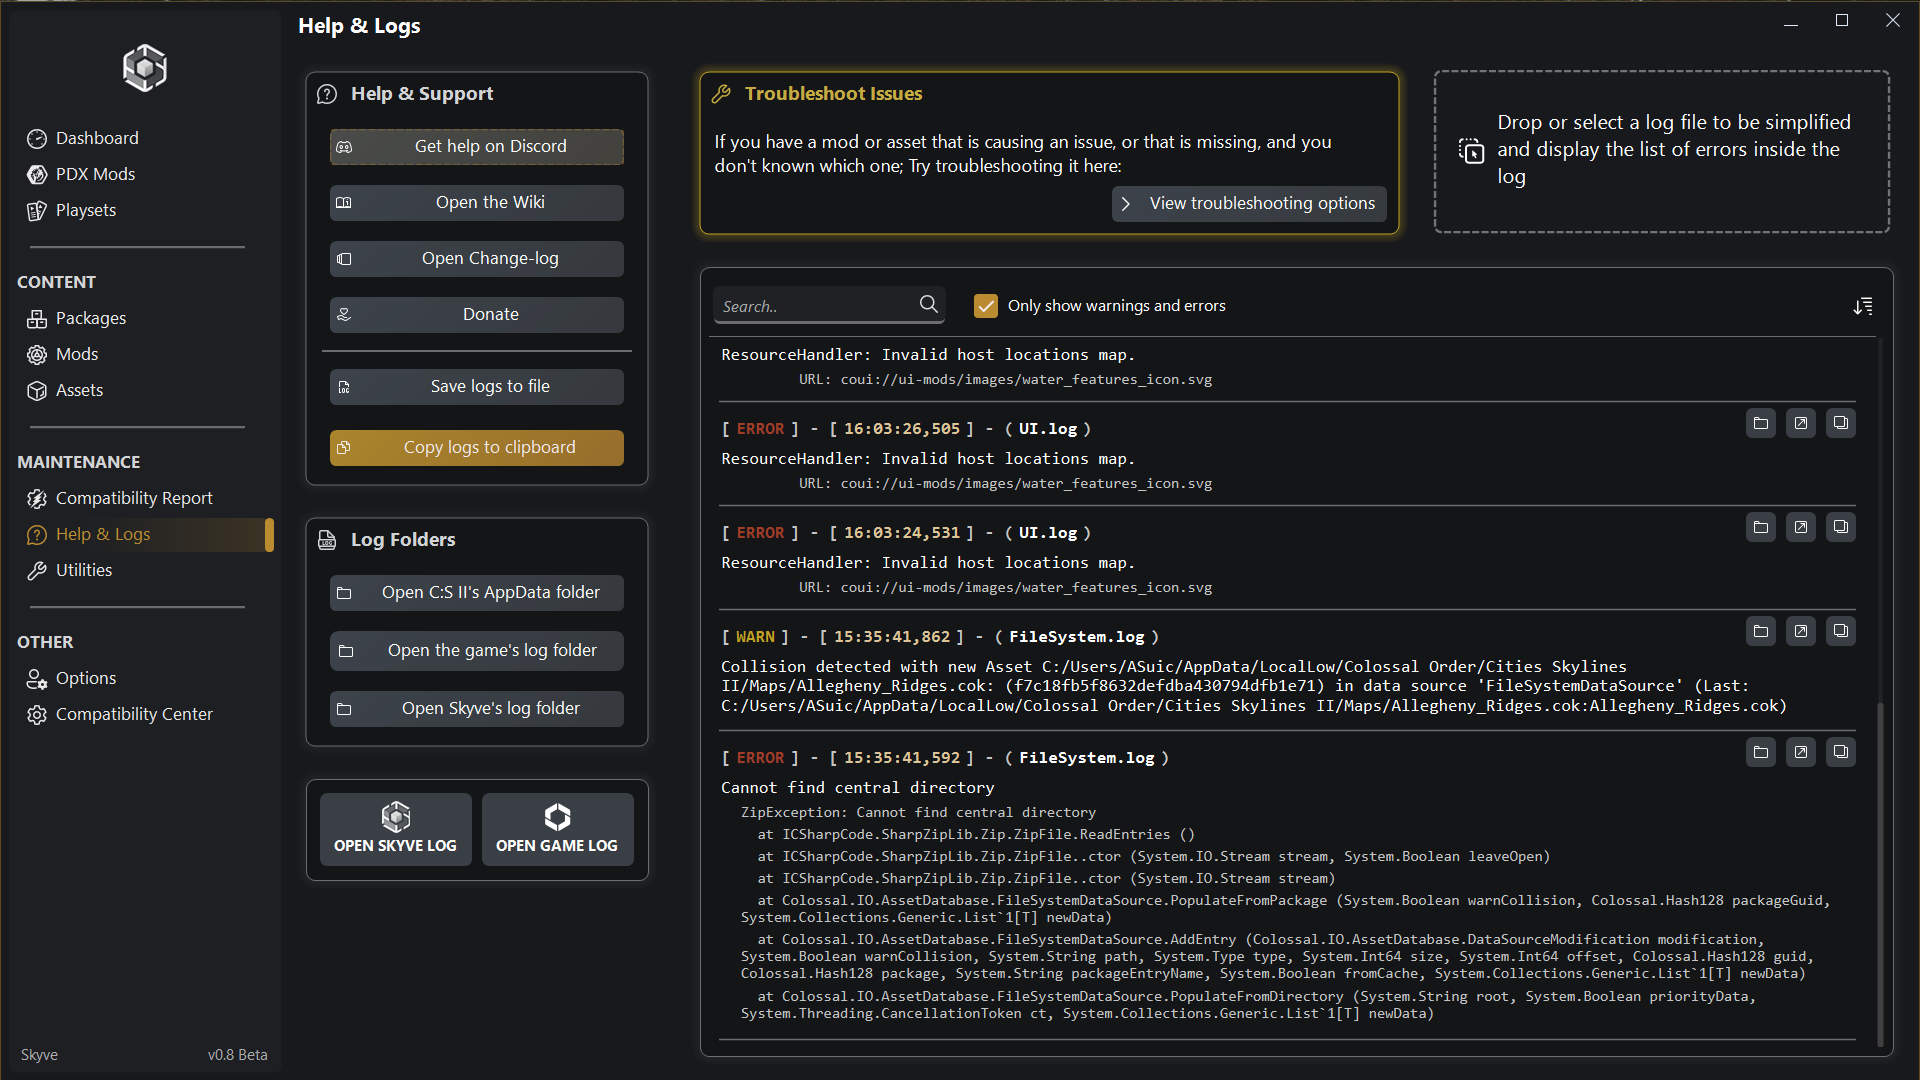 Help & Logs
Dashboard
PDX Mods
Playsets
CONTENT
Packages
Mods
Assets
MAINTENANCE
Compatibility Report
Help & Logs
Utilities
OTHER
Options
Compatibility Center
Skyve
v0.8 Beta
Help & Support
Get help on Discord
Open the Wiki
Open Change-log
Donate
Save logs to file
Copy logs to clipboard
Log Folders
Open C:S II's AppData folder
Open the game's log folder
Open Skyve's log folder
OPEN SKYVE LOG
OPEN GAME LOG
Troubleshoot Issues
If you have a mod or asset that is causing an issue, or that is missing, and you
don't known which one; Try troubleshooting it here:
View troubleshooting options
Drop or select a log file to be simplified
and display the list of errors inside the
log
Search..
Only show warnings and errors
ResourceHandler: Invalid host locations map.
URL: coui://ui-mods/images/water_features_icon.svg
[ ERROR ] - [ 16:03:26,505 ] - ( UI.log )
ResourceHandler: Invalid host locations map.
URL: coui://ui-mods/images/water_features_icon.svg
[ ERROR ] - [ 16:03:24,531 ] - ( UI.log )
ResourceHandler: Invalid host locations map.
URL: coui://ui-mods/images/water_features_icon.svg
[ WARN ] - [ 15:35:41,862 ] - ( FileSystem.log )
Collision detected with new Asset C:/Users/ASuic/AppData/LocalLow/Colossal Order/Cities Skylines
II/Maps/Allegheny_Ridges.cok: (f7c18fb5f8632defdba430794dfb1e71) in data source 'FileSystemDataSource' (Last:
C:/Users/ASuic/AppData/LocalLow/Colossal Order/Cities Skylines II/Maps/Allegheny_Ridges.cok:Allegheny_Ridges.cok)
[ ERROR ] - [ 15:35:41,592 ] - ( FileSystem.log )
Cannot find central directory
ZipException: Cannot find central directory
at ICSharpCode.SharpZipLib.Zip.ZipFile.ReadEntries ()
at ICSharpCode.SharpZipLib.Zip.ZipFile..ctor (System.IO.Stream stream, System.Boolean leaveOpen)
at ICSharpCode.SharpZipLib.Zip.ZipFile..ctor (System.IO.Stream stream)
at Colossal.IO.AssetDatabase.FileSystemDataSource.PopulateFromPackage (System.Boolean warnCollision, Colossal.Hash128 packageGuid,
System.Collections.Generic.List`1[T] newData)
at Colossal.IO.AssetDatabase.FileSystemDataSource.AddEntry (Colossal.IO.AssetDatabase.DataSourceModification modification,
System.Boolean warnCollision, System.String path, System.Type type, System.Int64 size, System.Int64 offset, Colossal.Hash128 guid,
Colossal.Hash128 package, System.String packageEntryName, System.Boolean fromCache, System.Collections.Generic.List`1[T] newData)
at Colossal.IO.AssetDatabase.FileSystemDataSource.PopulateFromDirectory (System.String root, System.Boolean priorityData,
System.Threading.CancellationToken ct, System.Collections.Generic.List`1[T] newData)